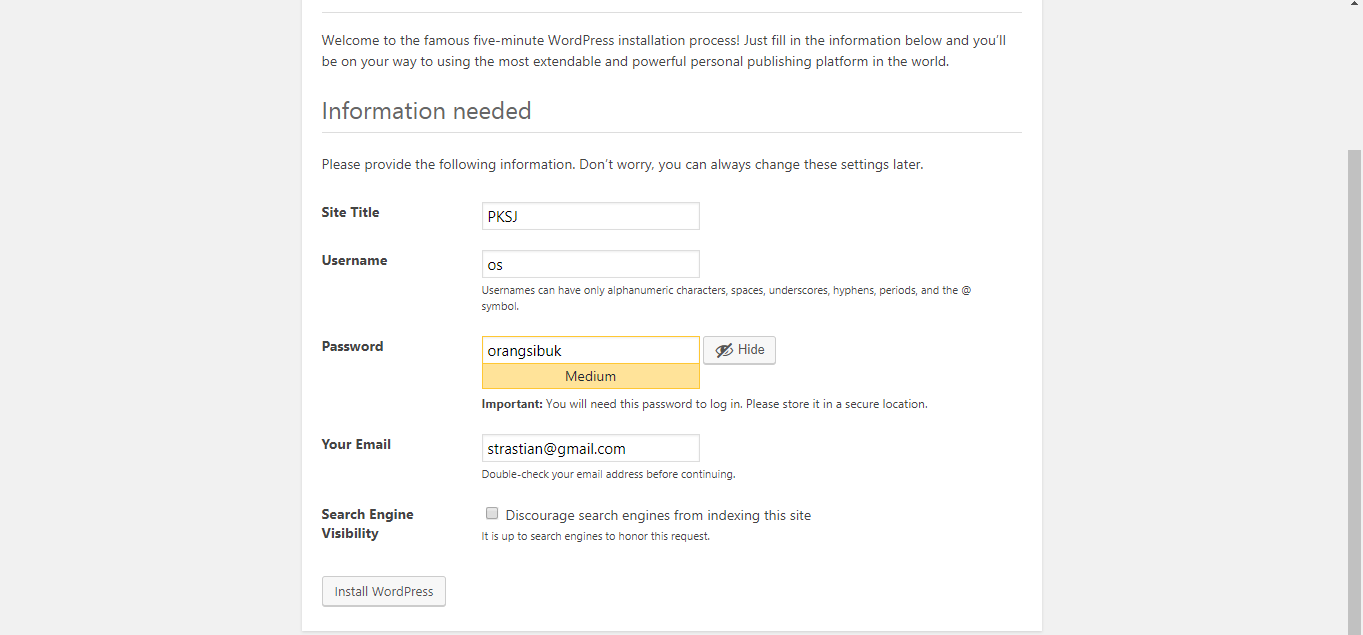 Welcome to the famous five-minute WordPress installation process! Just fill in the information below and you’ll
be on your way to using the most extendable and powerful personal publishing platform in the world.
Information needed
Please provide the following information. Don’t worry, you can always change these settings later.
Site Title
PKSJ
Username
os
Usernames can have only alphanumeric characters, spaces, underscores, hyphens, periods, and the @
symbol.
Password
orangsibuk
Hide
Medium
Important: You will need this password to log in. Please store it in a secure location.
Your Email
strastian@gmail.com
Double-check your email address before continuing.
Search Engine
Visibility
Discourage search engines from indexing this site
It is up to search engines to honor this request.
Install WordPress